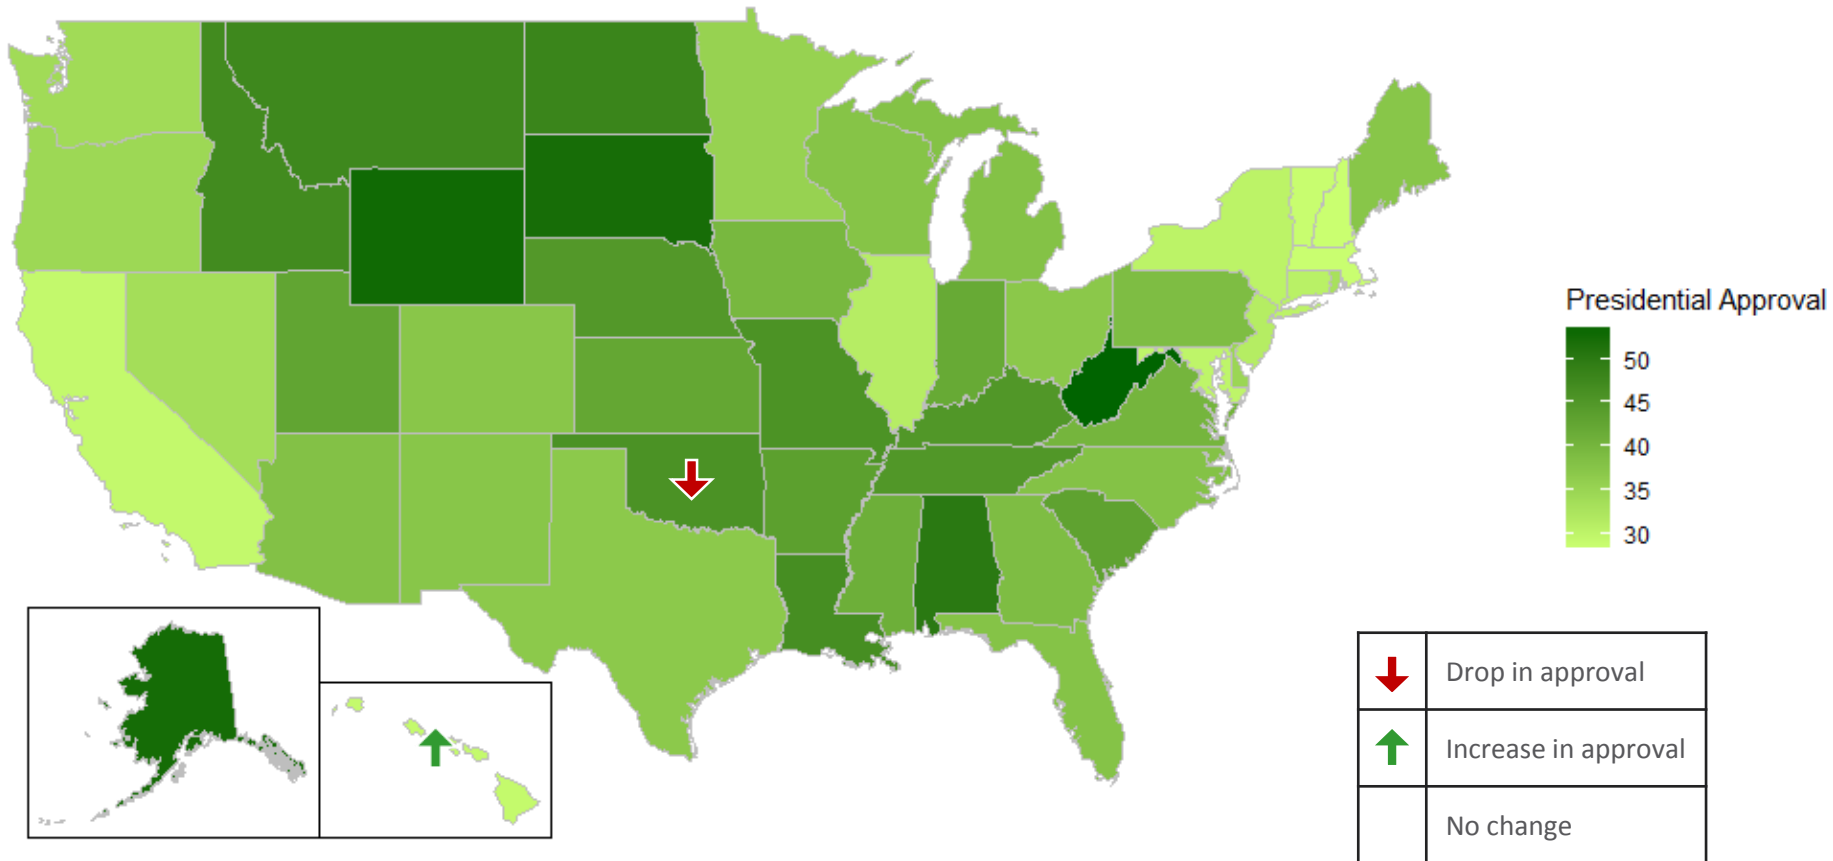 Presidential Approval
50
45
40
35
30
Drop in approval
Increase in approval
No change